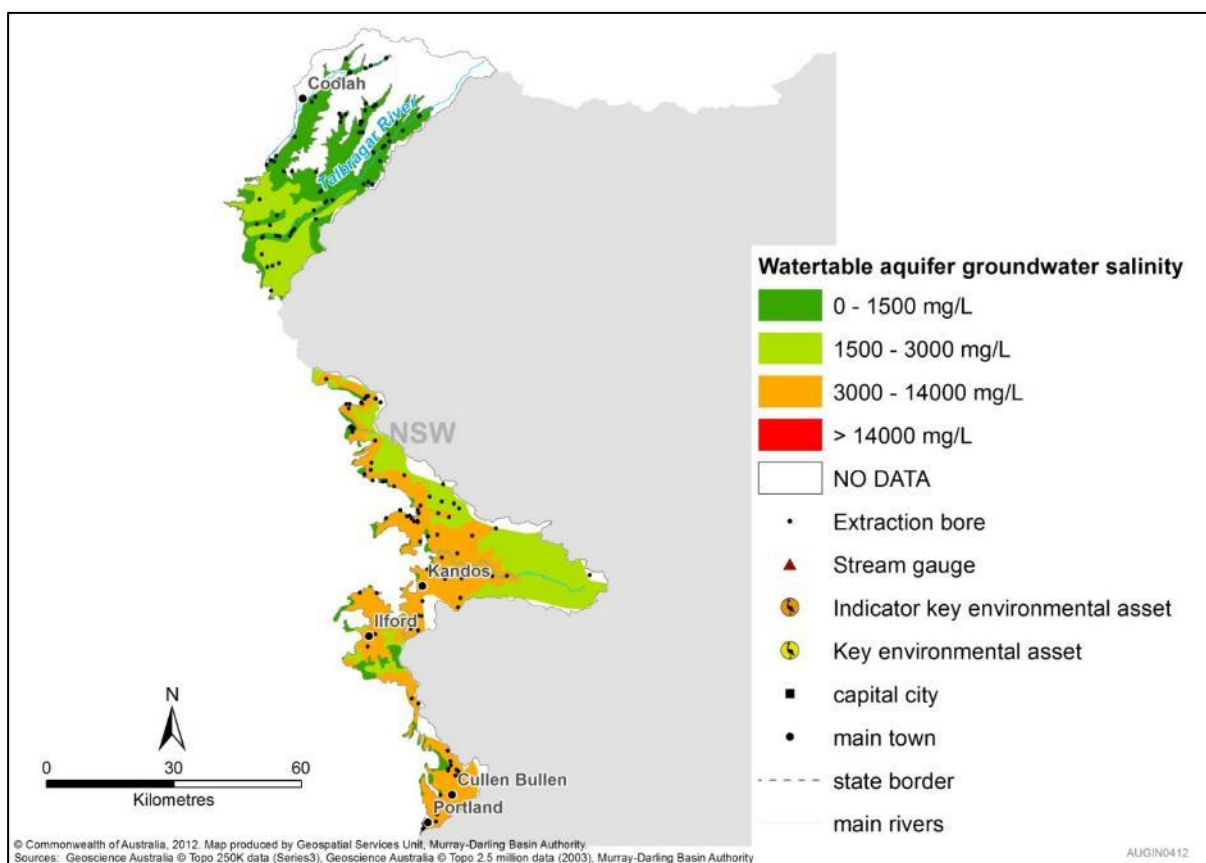 Coolah
Talbragar River
NSW
Kandos
Ilford
Cullen Bullen
Portland
N
0 30 60
Kilometres
Watertable aquifer groundwater salinity
0 - 1500 mg/L
1500 - 3000 mg/L
3000 - 14000 mg/L
> 14000 mg/L
NO DATA
Extraction bore
Stream gauge
Indicator key environmental asset
Key environmental asset
capital city
main town
state border
main rivers
© Commonwealth of Australia, 2012. Map produced by Geospatial Services Unit, Murray-Darling Basin Authority.
Sources: Geoscience Australia © Topo 250K data (Series3), Geoscience Australia © Topo 2.5 million data (2003), Murray-Darling Basin Authority
AUGIN0412